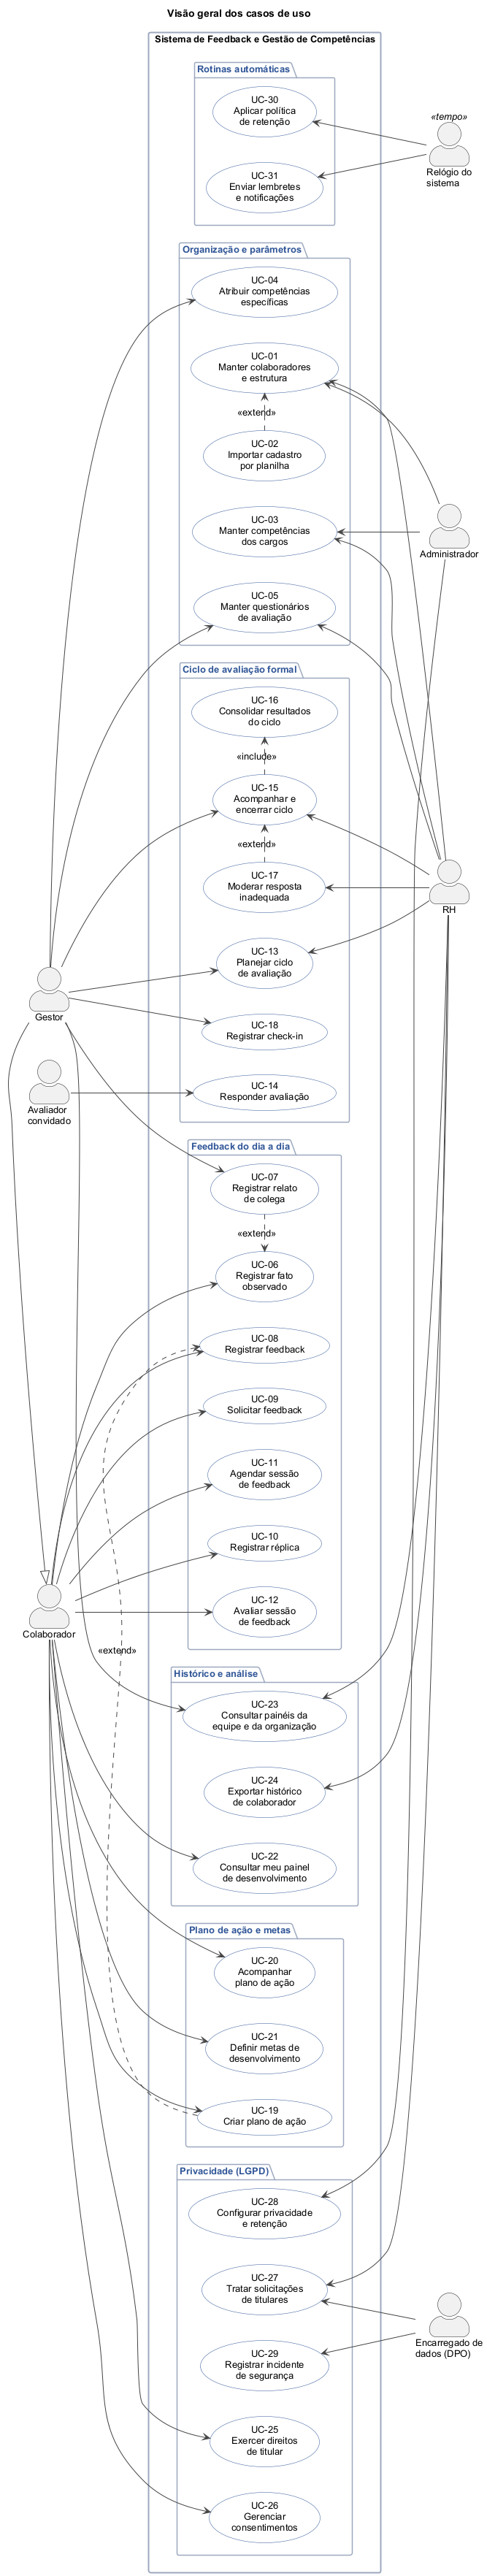 Visão geral dos casos de uso
Sistema de Feedback e Gestão de Competências
Rotinas automáticas
UC-30
Aplicar política
de retenção
UC-31
Enviar lembretes
e notificações
«tempo»
Relógio do
sistema
Organização e parâmetros
UC-04
Atribuir competências
específicas
UC-01
Manter colaboradores
e estrutura
«extend»
UC-02
Importar cadastro
por planilha
UC-03
Manter competências
dos cargos
Administrador
UC-05
Manter questionários
de avaliação
Ciclo de avaliação formal
UC-16
Consolidar resultados
do ciclo
«include»
UC-15
Acompanhar e
encerrar ciclo
«extend»
UC-17
Moderar resposta
inadequada
RH
UC-13
Planejar ciclo
de avaliação
Gestor
UC-18
Registrar check-in
UC-14
Responder avaliação
Avaliador
convidado
Feedback do dia a dia
UC-07
Registrar relato
de colega
«extend»
UC-06
Registrar fato
observado
UC-08
Registrar feedback
UC-09
Solicitar feedback
UC-11
Agendar sessão
de feedback
UC-10
Registrar réplica
UC-12
Avaliar sessão
de feedback
Colaborador
«extend»
Histórico e análise
UC-23
Consultar painéis da
equipe e da organização
UC-24
Exportar histórico
de colaborador
UC-22
Consultar meu painel
de desenvolvimento
Plano de ação e metas
UC-20
Acompanhar
plano de ação
UC-21
Definir metas de
desenvolvimento
UC-19
Criar plano de ação
Privacidade (LGPD)
UC-28
Configurar privacidade
e retenção
UC-27
Tratar solicitações
de titulares
UC-29
Registrar incidente
de segurança
Encarregado de
dados (DPO)
UC-25
Exercer direitos
de titular
UC-26
Gerenciar
consentimentos